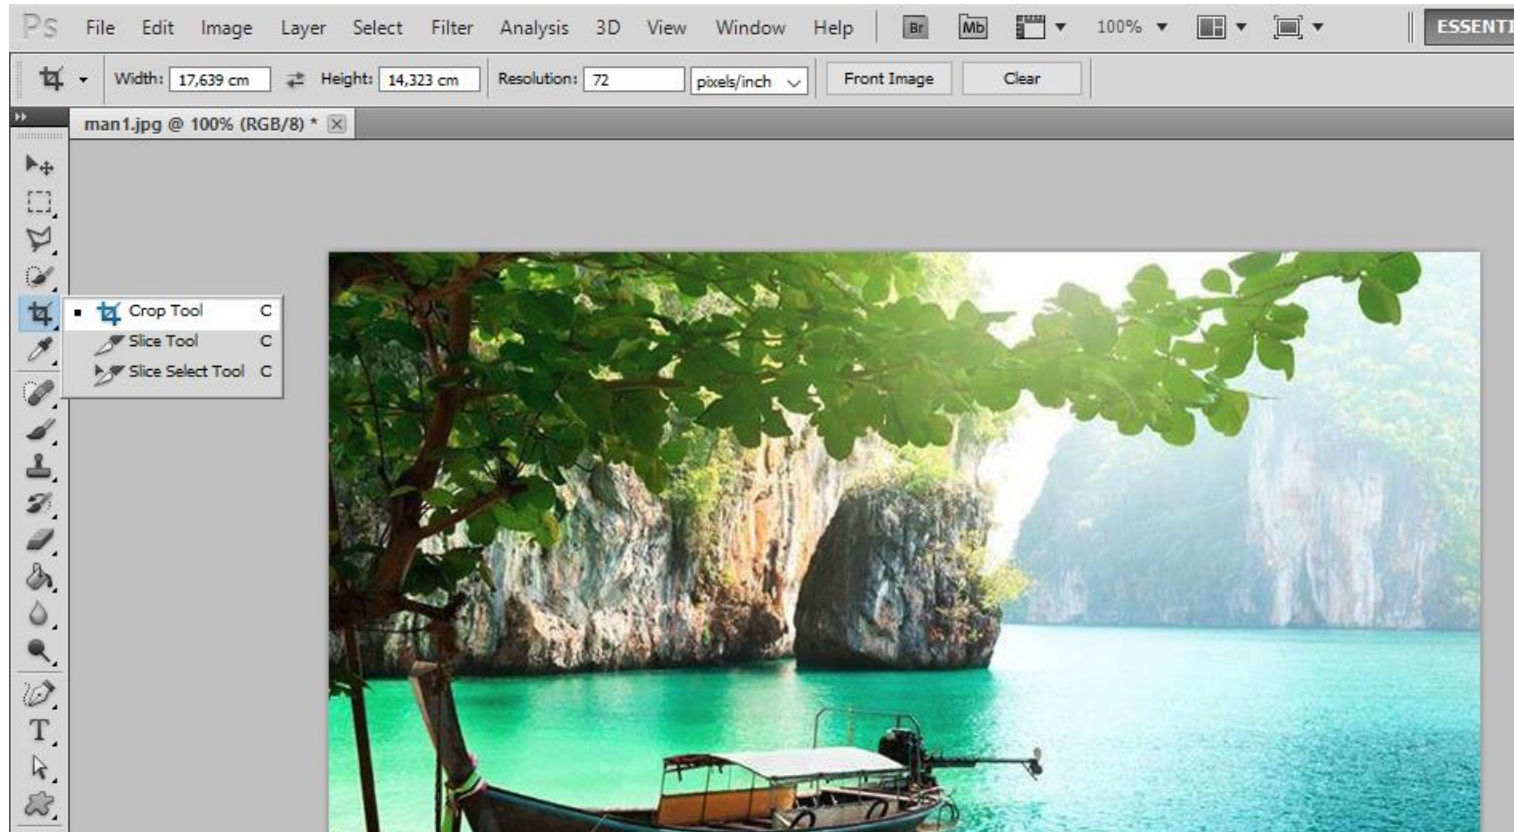 Ps File Edit Image Layer Select Filter Analysis 3D View Window Help Br Mb 100% ESSENTI
Width: 17,639 cm Height: 14,323 cm Resolution: 72 pixels/inch Front Image Clear
man1.jpg @ 100% (RGB/8) *
Crop Tool C
Slice Tool C
Slice Select Tool C
T